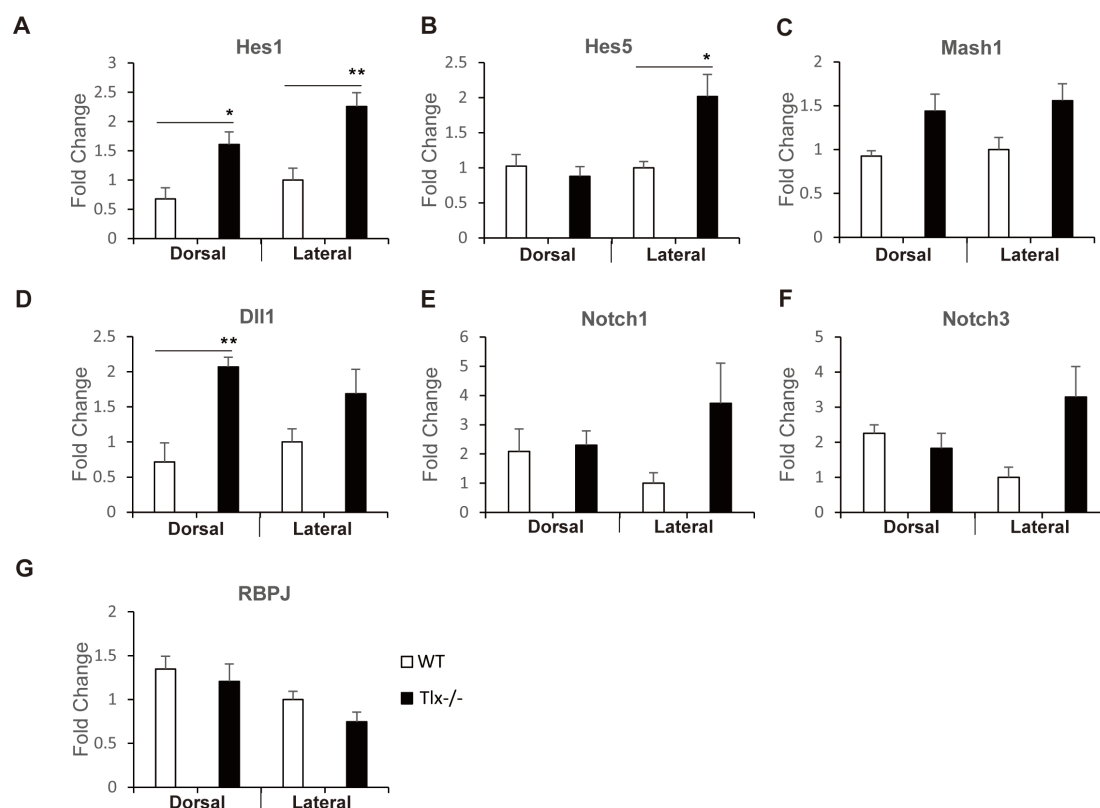 A
Hes1
Fold Change
3
2.5
2
1.5
1
0.5
0
*
**
Dorsal
Lateral
B
Hes5
Fold Change
2.5
2
1.5
1
0.5
0
*
Dorsal
Lateral
C
Mash1
Fold Change
2
1.5
1
0.5
0
Dorsal
Lateral
D
Dll1
Fold Change
2.5
2
1.5
1
0.5
0
**
Dorsal
Lateral
E
Notch1
Fold Change
6
5
4
3
2
1
0
Dorsal
Lateral
F
Notch3
Fold Change
5
4
3
2
1
0
Dorsal
Lateral
G
RBPJ
Fold Change
2
1.5
1
0.5
0
Dorsal
Lateral
WT
Tlx-/-